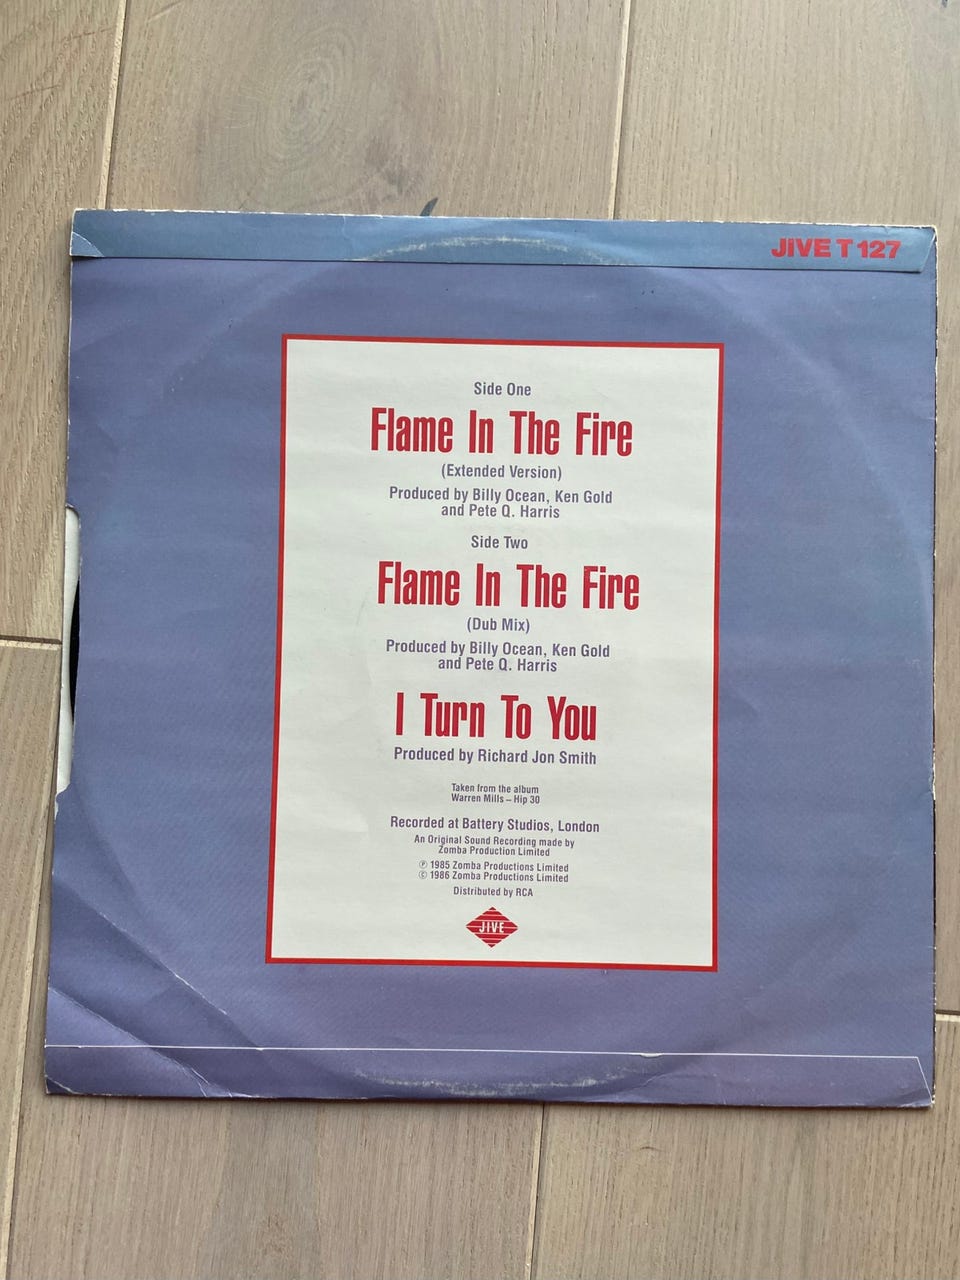 JIVE T 127
Side One
Flame In The Fire
(Extended Version)
Produced by Billy Ocean, Ken Gold
and Pete Q. Harris
Side Two
Flame In The Fire
(Dub Mix)
Produced by Billy Ocean, Ken Gold
and Pete Q. Harris
I Turn To You
Produced by Richard Jon Smith
Taken from the album
Warren Mills – Hip 30
Recorded at Battery Studios, London
An Original Sound Recording made by
Zomba Production Limited
℗ 1985 Zomba Productions Limited
© 1986 Zomba Productions Limited
Distributed by RCA
JIVE